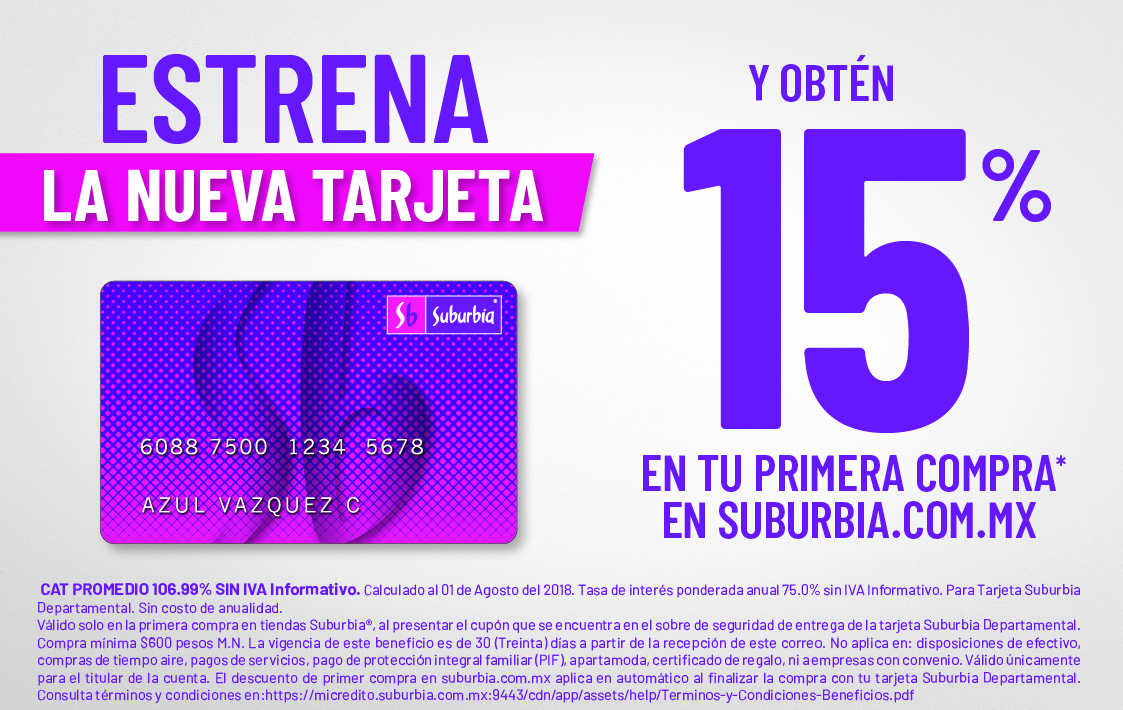 ESTRENA
LA NUEVA TARJETA
Sb Suburbia®
6088 7500 1234 5678
AZUL VAZQUEZ C
Y OBTÉN
15%
EN TU PRIMERA COMPRA*
EN SUBURBIA.COM.MX
CAT PROMEDIO 106.99% SIN IVA Informativo. Calculado al 01 de Agosto del 2018. Tasa de interés ponderada anual 75.0% sin IVA Informativo. Para Tarjeta Suburbia
Departamental. Sin costo de anualidad.
Válido solo en la primera compra en tiendas Suburbia®, al presentar el cupón que se encuentra en el sobre de seguridad de entrega de la tarjeta Suburbia Departamental.
Compra mínima $600 pesos M.N. La vigencia de este beneficio es de 30 (Treinta) días a partir de la recepción de este correo. No aplica en: disposiciones de efectivo,
compras de tiempo aire, pagos de servicios, pago de protección integral familiar (PIF), apartamoda, certificado de regalo, ni a empresas con convenio. Válido únicamente
para el titular de la cuenta. El descuento de primer compra en suburbia.com.mx aplica en automático al finalizar la compra con tu tarjeta Suburbia Departamental.
Consulta términos y condiciones en:https://micredito.suburbia.com.mx:9443/cdn/app/assets/help/Terminos-y-Condiciones-Beneficios.pdf